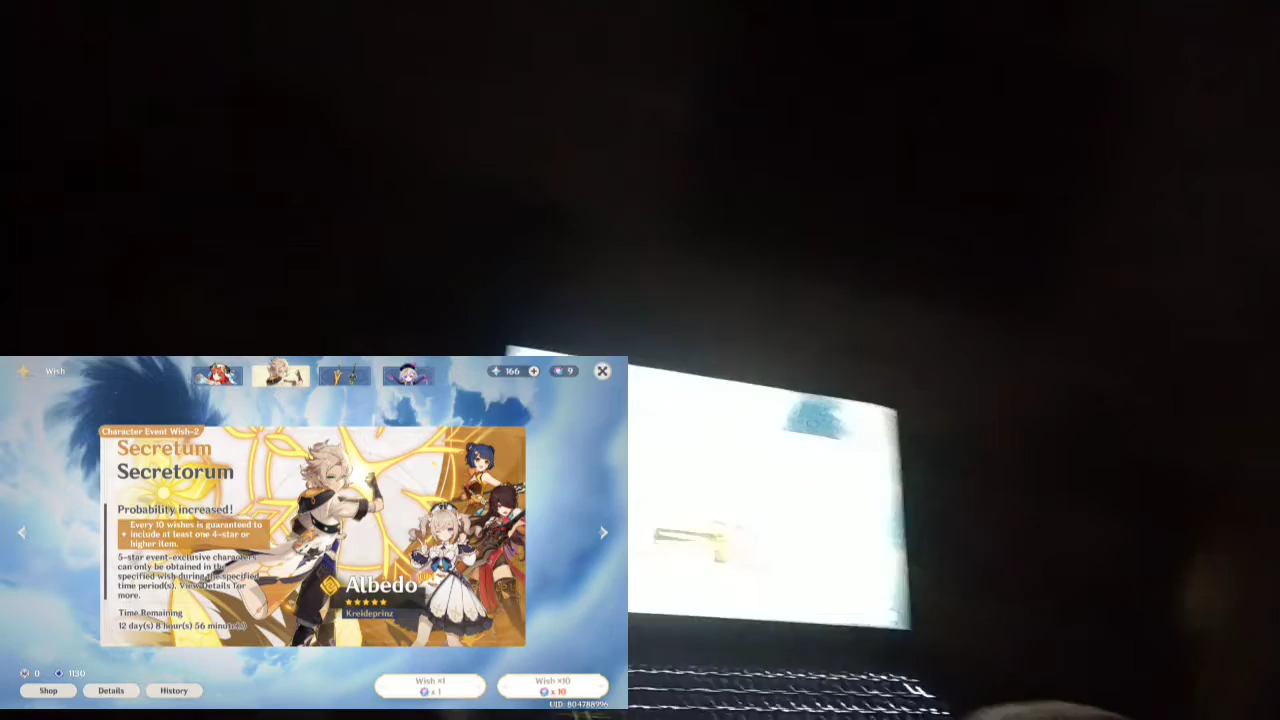 Wish
166
9
Character Event Wish-2
Secretum
Secretorum
Probability increased!
Every 10 wishes is guaranteed to
include at least one 4-star or
higher item.
5-star event-exclusive characters
can only be obtained in the
specified wish during the specified
time period(s). View Details for
more.
Time Remaining
12 day(s) 8 hour(s) 56 minute(s)
Albedo
Kreideprinz
0
1130
Shop
Details
History
Wish ×1
x 1
Wish ×10
x 10
UID: 804788996